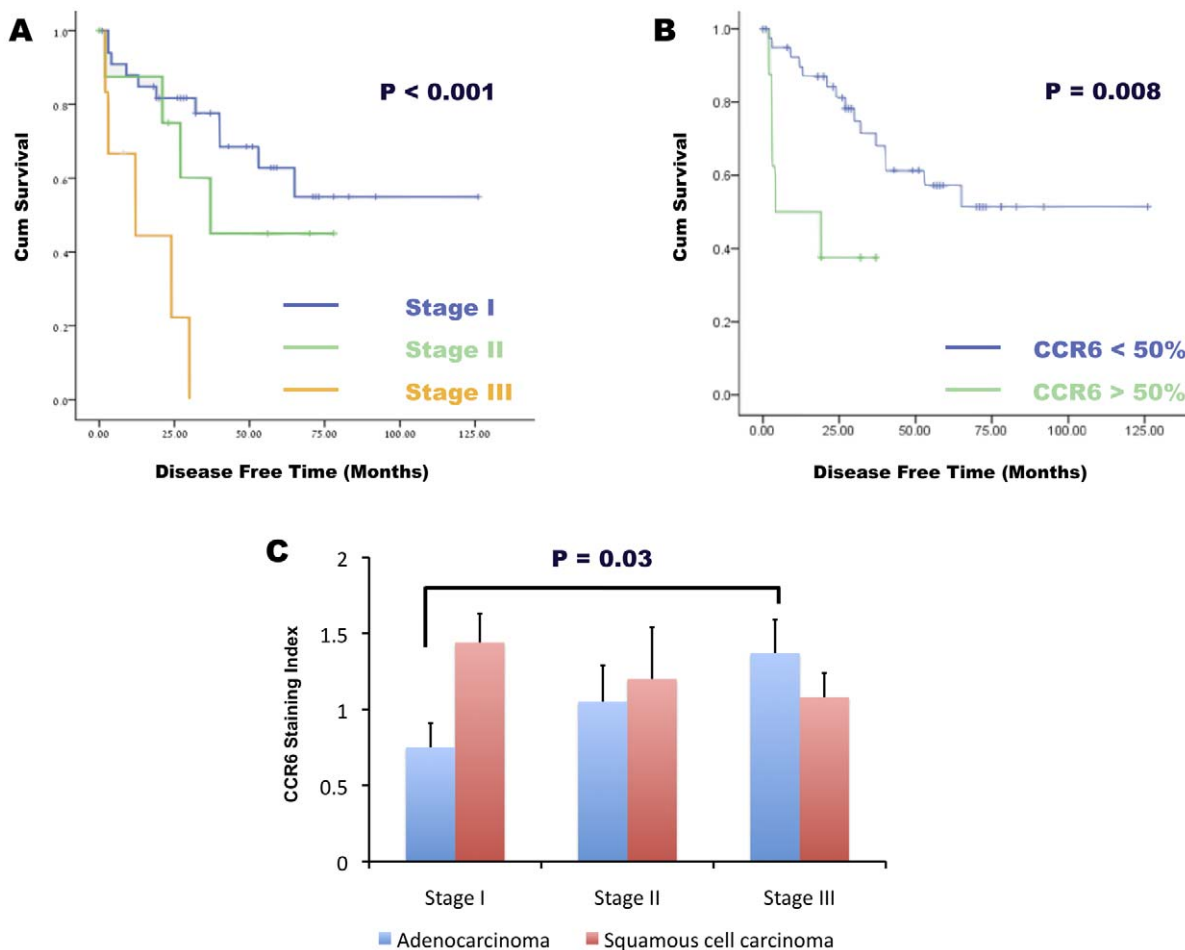 A
P < 0.001
Cum Survival
1.0
0.8
0.6
0.4
0.2
0.0
Stage I
Stage II
Stage III
0.00 25.00 50.00 75.00 100.00 125.00
Disease Free Time (Months)
B
P = 0.008
Cum Survival
1.0
0.8
0.6
0.4
0.2
0.0
CCR6 < 50%
CCR6 > 50%
0.00 25.00 50.00 75.00 100.00 125.00
Disease Free Time (Months)
C
P = 0.03
CCR6 Staining Index
2
1.5
1
0.5
0
Stage I Stage II Stage III
Adenocarcinoma Squamous cell carcinoma